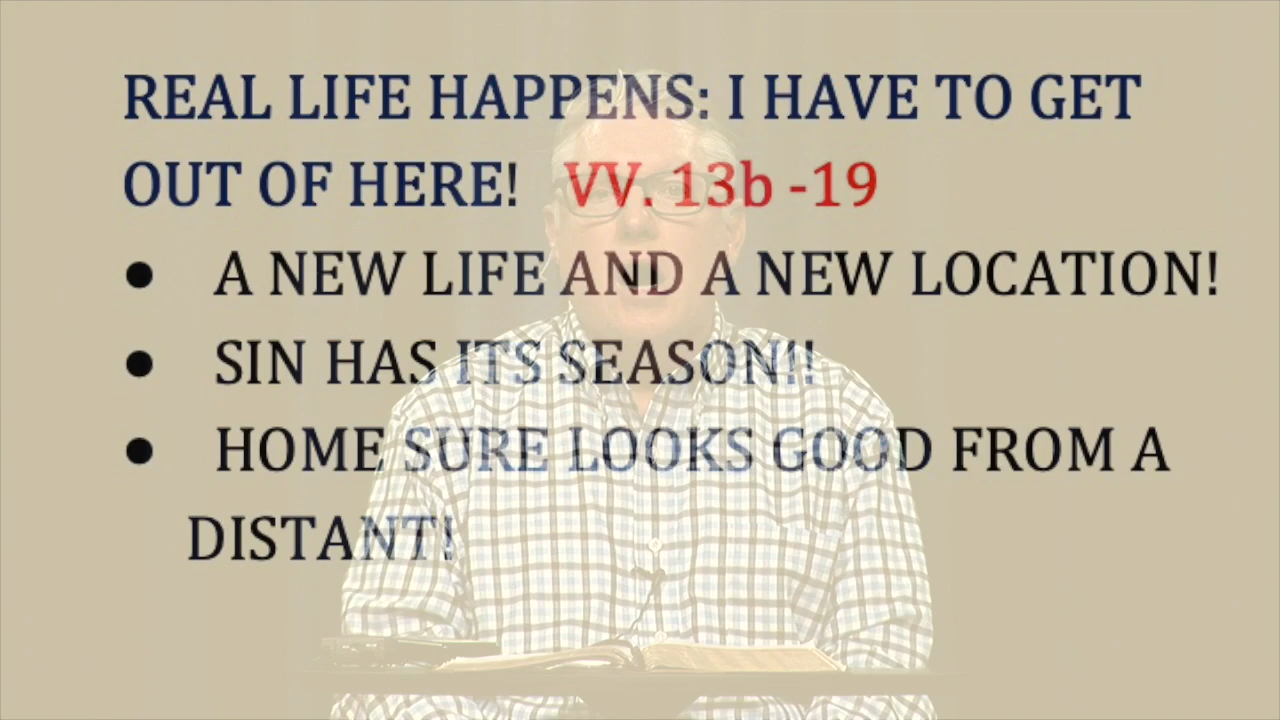 REAL LIFE HAPPENS: I HAVE TO GET
OUT OF HERE! VV. 13b -19
● A NEW LIFE AND A NEW LOCATION!
● SIN HAS ITS SEASON!!
● HOME SURE LOOKS GOOD FROM A
DISTANT!